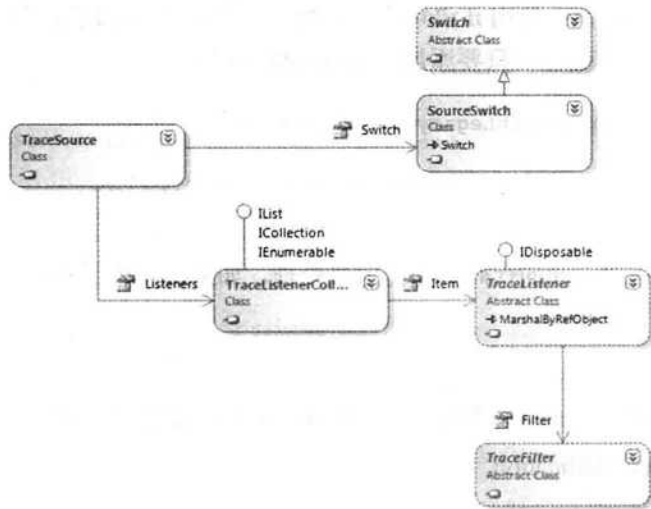 Switch
Abstract Class
SourceSwitch
Class
Switch
TraceSource
Class
Switch
IList
ICollection
IEnumerable
IDisposable
Listeners
TraceListenerColl...
Class
Item
TraceListener
Abstract Class
MarshalByRefObject
Filter
TraceFilter
Abstract Class